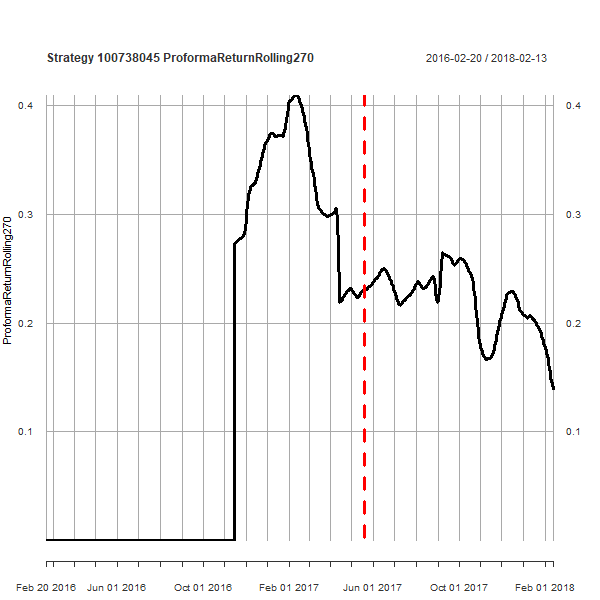 Strategy 100738045 ProformaReturnRolling270
2016-02-20 / 2018-02-13
0.4
0.4
0.3
0.3
0.2
0.2
0.1
0.1
ProformaReturnRolling270
Feb 20 2016
Jun 01 2016
Oct 01 2016
Feb 01 2017
Jun 01 2017
Oct 01 2017
Feb 01 2018